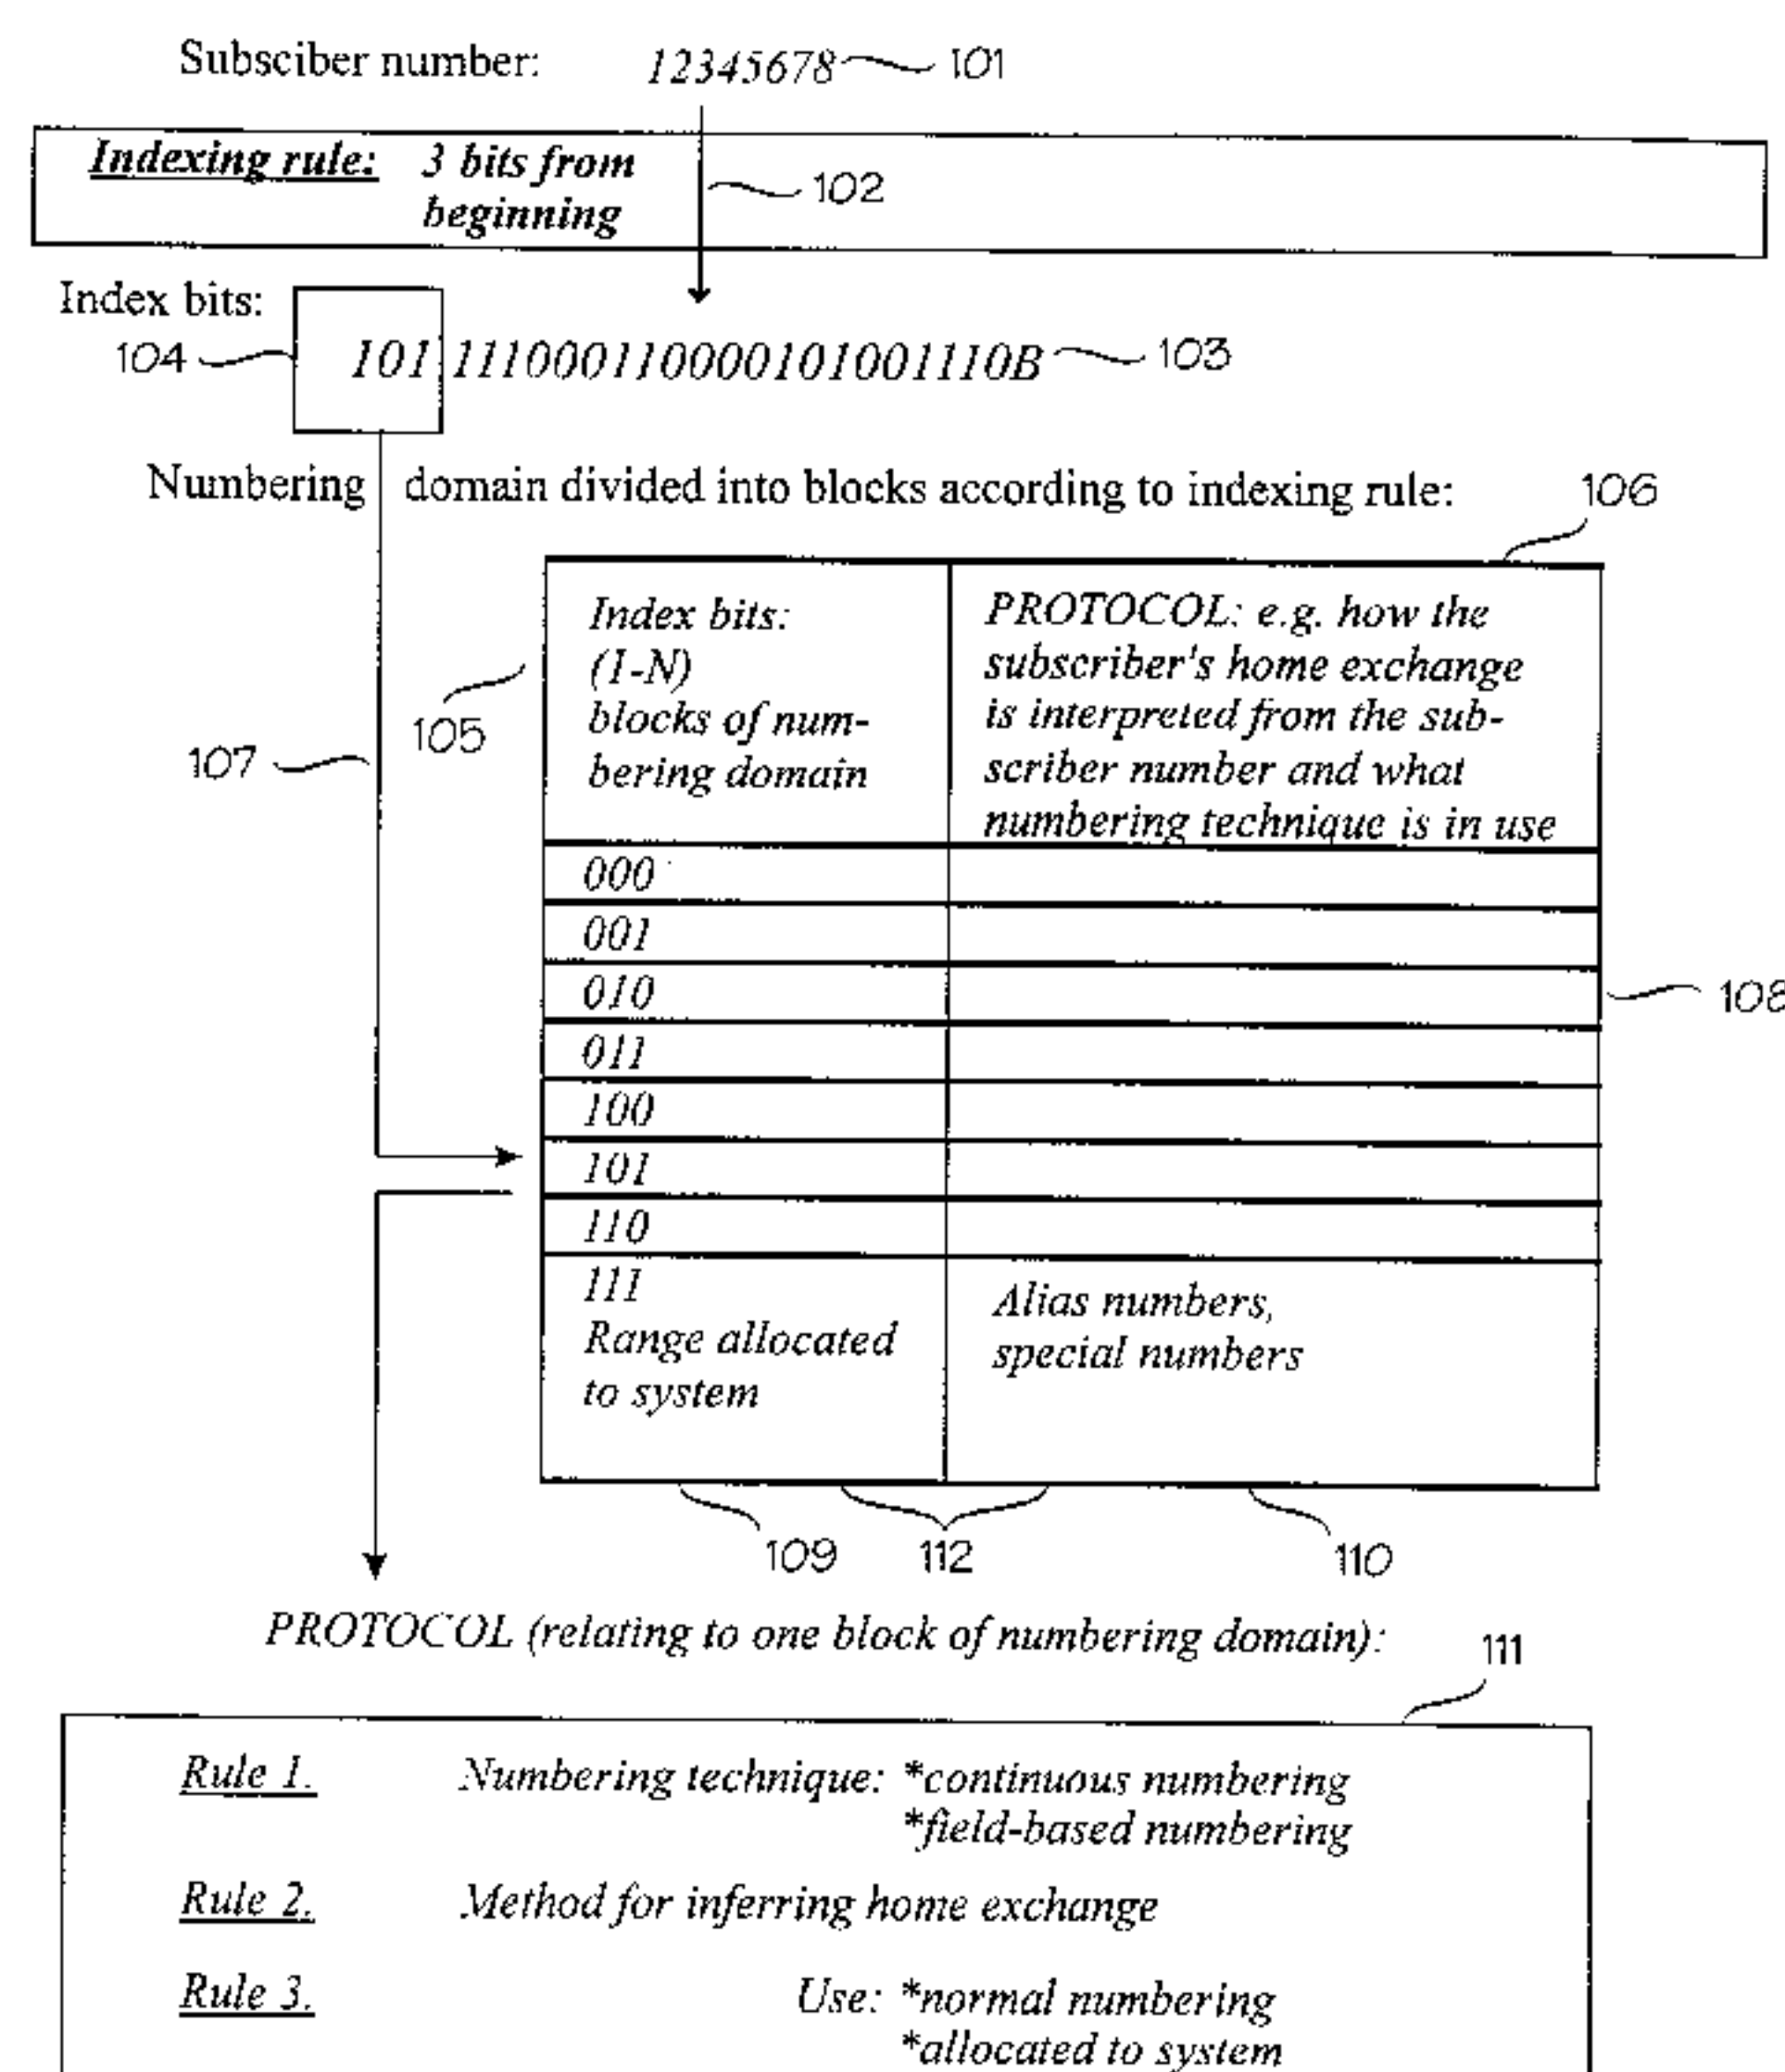 Subsciber number: 12345678 101
Indexing rule: 3 bits from
beginning
102
Index bits:
104 101 111000110000101001110B 103
Numbering domain divided into blocks according to indexing rule: 106
Index bits:
(1-N)
blocks of num-
bering domain
PROTOCOL: e.g. how the
subscriber's home exchange
is interpreted from the sub-
scriber number and what
numbering technique is in use
105
107
000
001
010
108
011
100
101
110
111
Range allocated
to system
Alias numbers,
special numbers
109 112 110
PROTOCOL (relating to one block of numbering domain): 111
Rule 1. Numbering technique: *continuous numbering
*field-based numbering
Rule 2. Method for inferring home exchange
Rule 3. Use: *normal numbering
*allocated to system